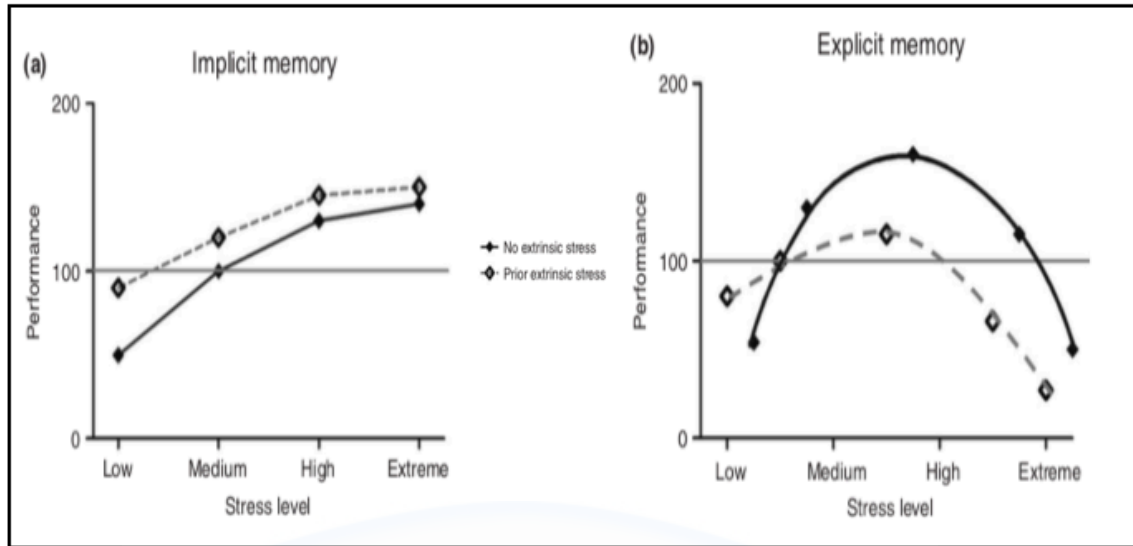 (a)
Implicit memory
200
100
0
Performance
Low Medium High Extreme
Stress level
No extrinsic stress
Prior extrinsic stress
(b)
Explicit memory
200
100
0
Performance
Low Medium High Extreme
Stress level